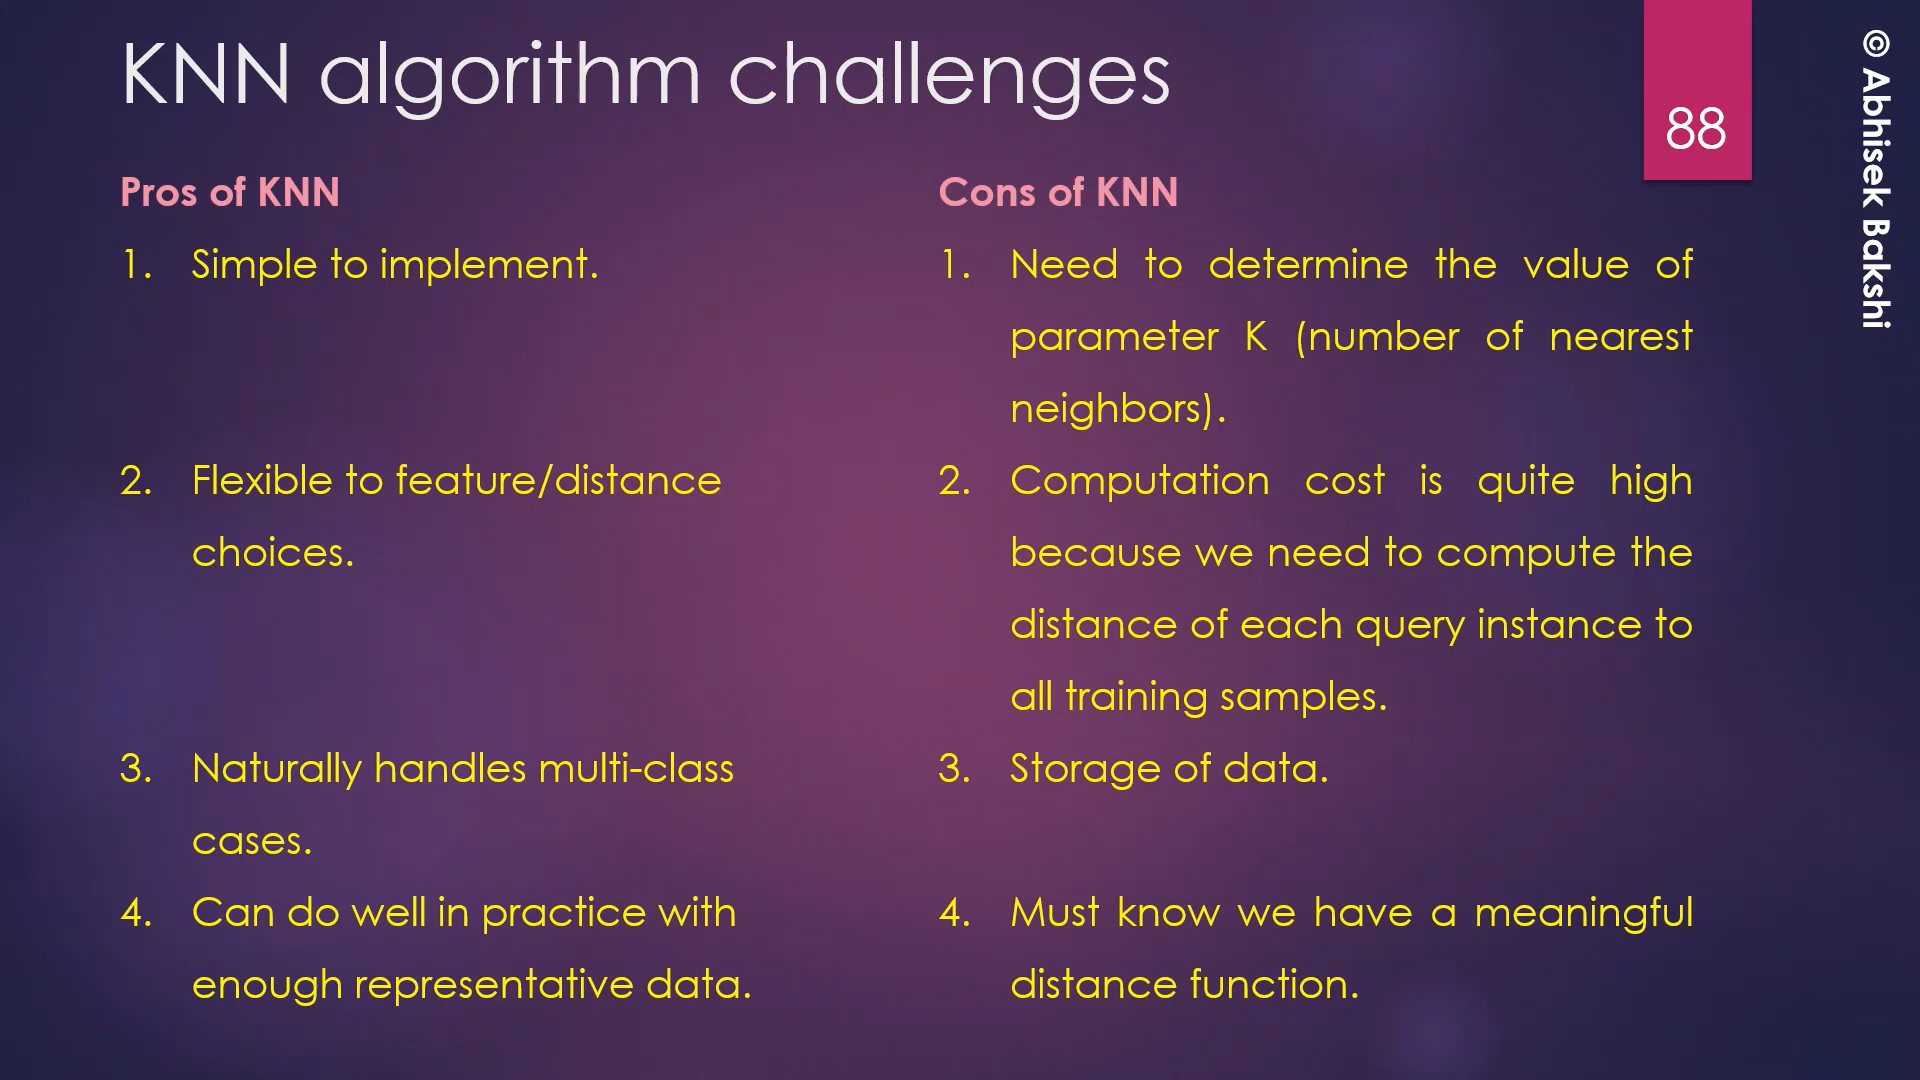 KNN algorithm challenges
88
© Abhisek Bakshi
Pros of KNN
1. Simple to implement.
2. Flexible to feature/distance
choices.
3. Naturally handles multi-class
cases.
4. Can do well in practice with
enough representative data.
Cons of KNN
1. Need to determine the value of
parameter K (number of nearest
neighbors).
2. Computation cost is quite high
because we need to compute the
distance of each query instance to
all training samples.
3. Storage of data.
4. Must know we have a meaningful
distance function.